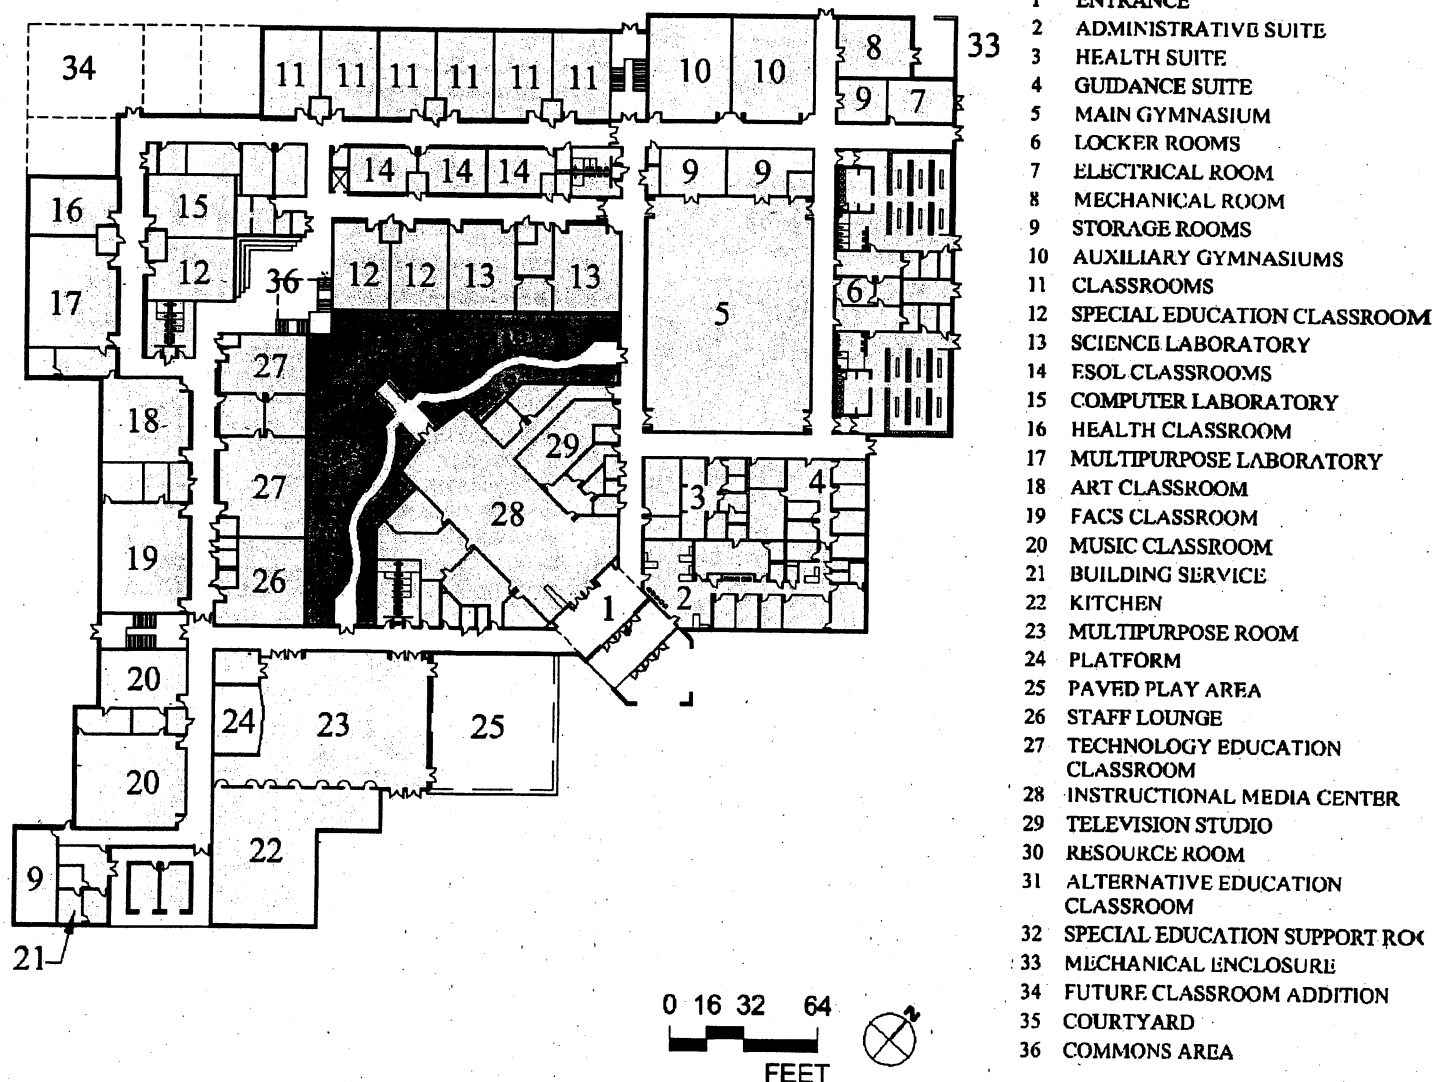 34
11 11 11 11 11 11
10 10
8
33
9 7
14 14 14
9 9
16
15
12
36
12 12 13 13
17
5
6
27
18
29
27
28
3
4
19
26
1
2
20
24
23
25
20
22
9
21
0 16 32 64
FEET
N
1 ENTRANCE
2 ADMINISTRATIVE SUITE
3 HEALTH SUITE
4 GUIDANCE SUITE
5 MAIN GYMNASIUM
6 LOCKER ROOMS
7 ELECTRICAL ROOM
8 MECHANICAL ROOM
9 STORAGE ROOMS
10 AUXILIARY GYMNASIUMS
11 CLASSROOMS
12 SPECIAL EDUCATION CLASSROOM
13 SCIENCE LABORATORY
14 ESOL CLASSROOMS
15 COMPUTER LABORATORY
16 HEALTH CLASSROOM
17 MULTIPURPOSE LABORATORY
18 ART CLASSROOM
19 FACS CLASSROOM
20 MUSIC CLASSROOM
21 BUILDING SERVICE
22 KITCHEN
23 MULTIPURPOSE ROOM
24 PLATFORM
25 PAVED PLAY AREA
26 STAFF LOUNGE
27 TECHNOLOGY EDUCATION
CLASSROOM
28 INSTRUCTIONAL MEDIA CENTER
29 TELEVISION STUDIO
30 RESOURCE ROOM
31 ALTERNATIVE EDUCATION
CLASSROOM
32 SPECIAL EDUCATION SUPPORT ROO
33 MECHANICAL ENCLOSURE
34 FUTURE CLASSROOM ADDITION
35 COURTYARD
36 COMMONS AREA